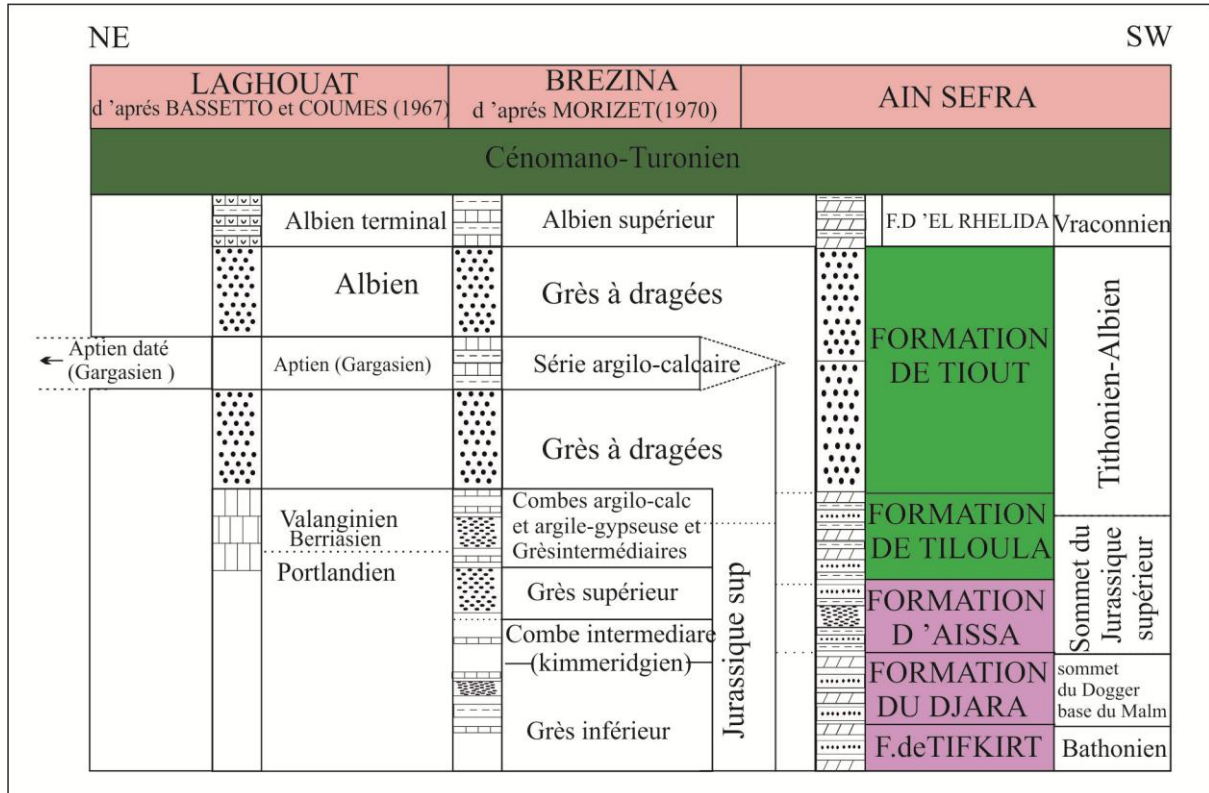 NE
SW
LAGHOUAT
d 'aprés BASSETTO et COUMES (1967)
BREZINA
d 'aprés MORIZET(1970)
AIN SEFRA
Cénomano-Turonien
Albien terminal
Albien supérieur
F.D 'EL RHELIDA
Vraconnien
Albien
Grès à dragées
FORMATION
DE TIOUT
Tithonien-Albien
Aptien daté
(Gargasien )
Aptien (Gargasien)
Série argilo-calcaire
Grès à dragées
Valanginien
Berriasien
Portlandien
Combes argilo-calc
et argile-gypseuse et
Grèsintermédiaires
FORMATION
DE TILOULA
Grès supérieur
Jurassique sup
FORMATION
D 'AISSA
Sommet du
Jurassique
supérieur
Combe intermediare
(kimmeridgien)
Grès inférieur
FORMATION
DU DJARA
sommet
du Dogger
base du Malm
F.deTIFKIRT
Bathonien